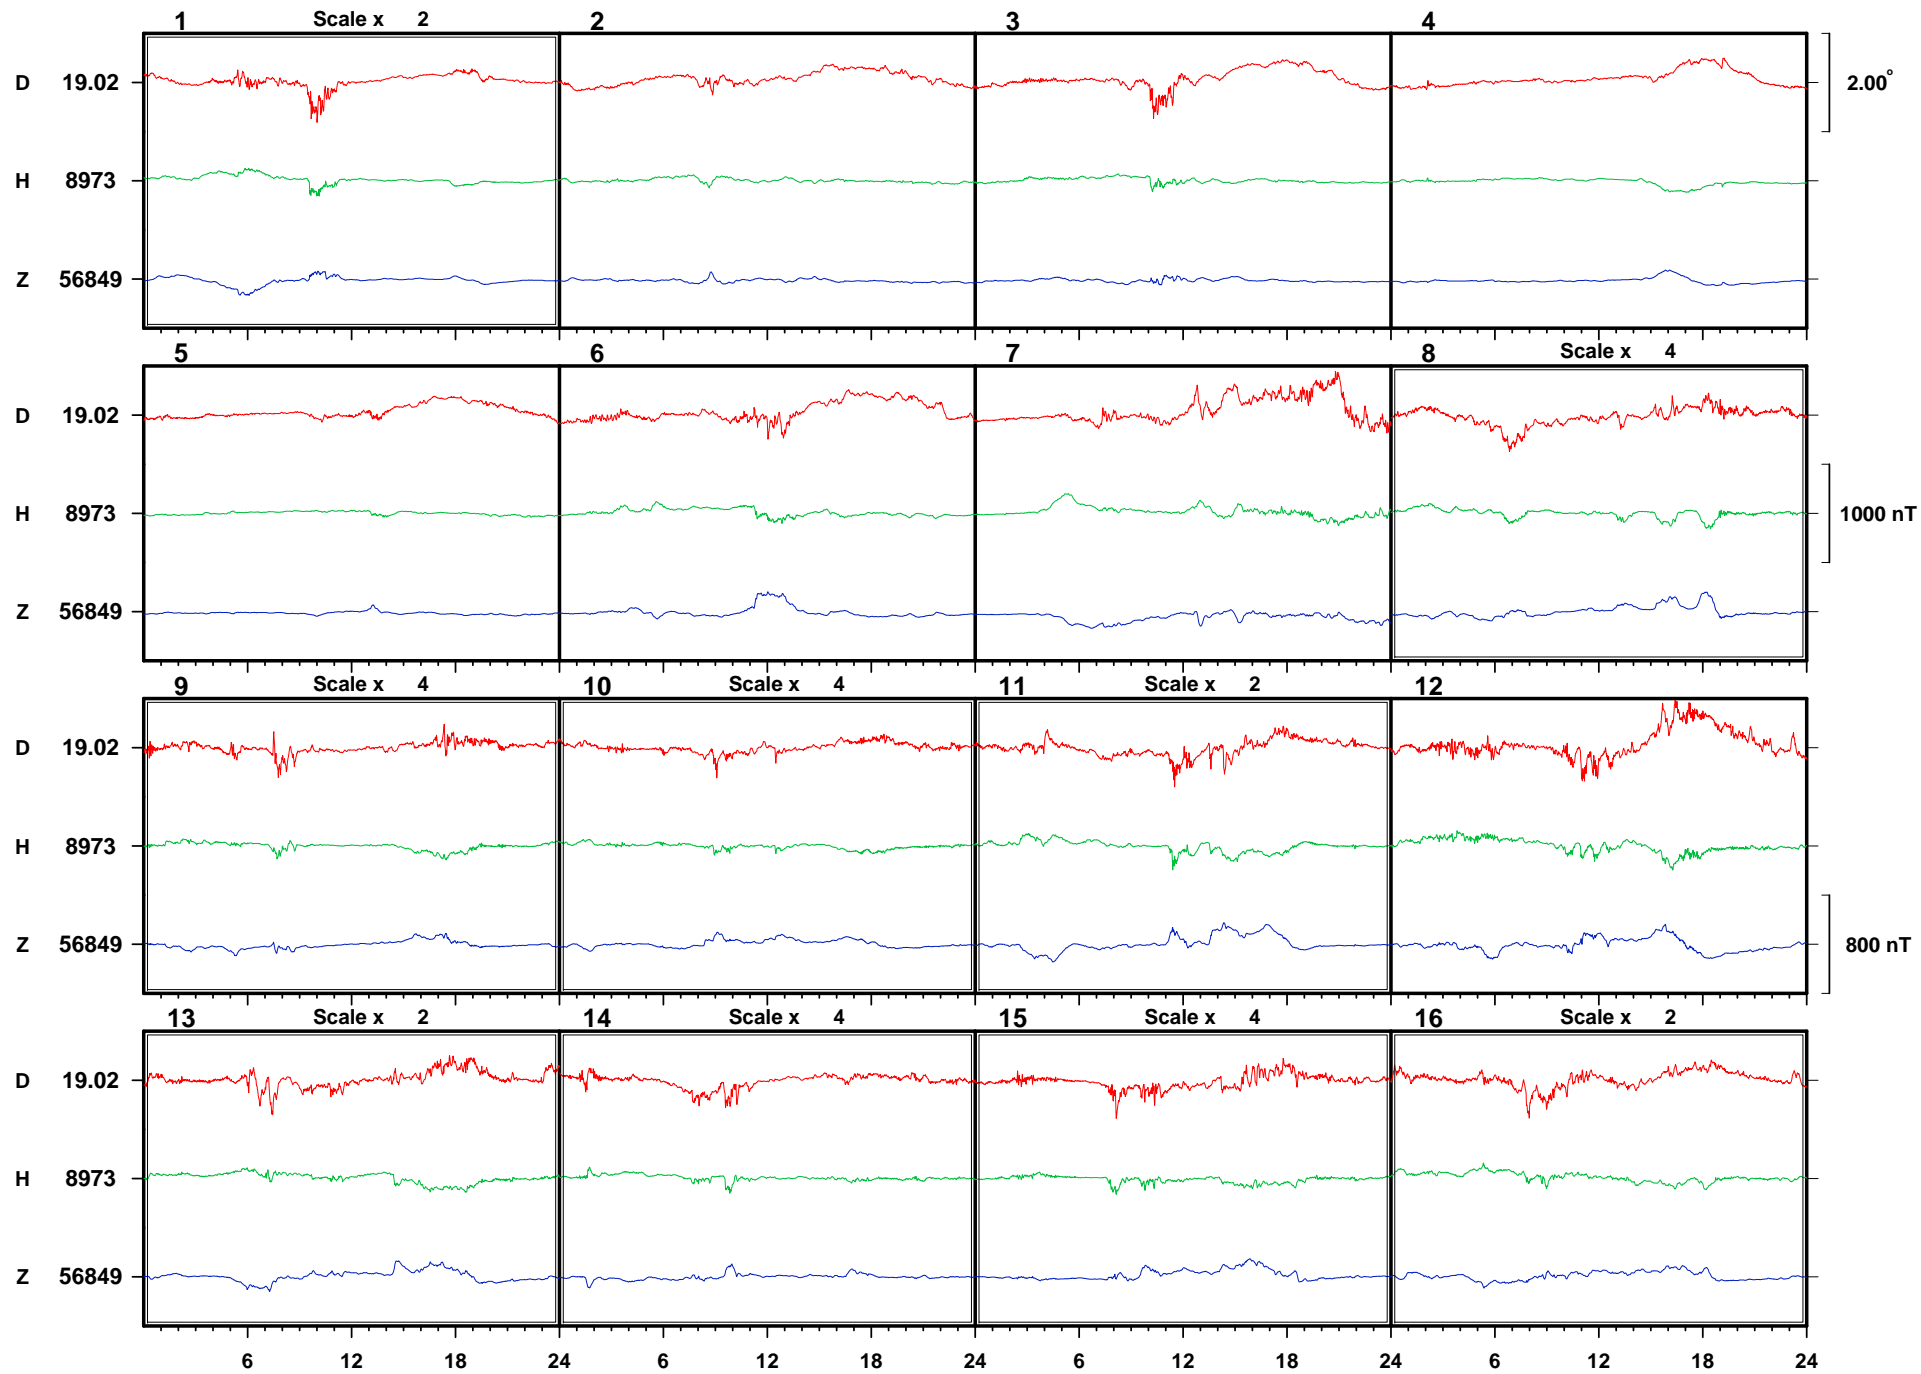 1 Scale x 2 2 3 4
D 19.02 2.00°
H 8973
Z 56849
5 6 7 8 Scale x 4
D 19.02
H 8973 1000 nT
Z 56849
9 Scale x 4 10 Scale x 4 11 Scale x 2 12
D 19.02
H 8973
Z 56849 800 nT
13 Scale x 2 14 Scale x 4 15 Scale x 4 16 Scale x 2
D 19.02
H 8973
Z 56849
6 12 18 24 6 12 18 24 6 12 18 24 6 12 18 24